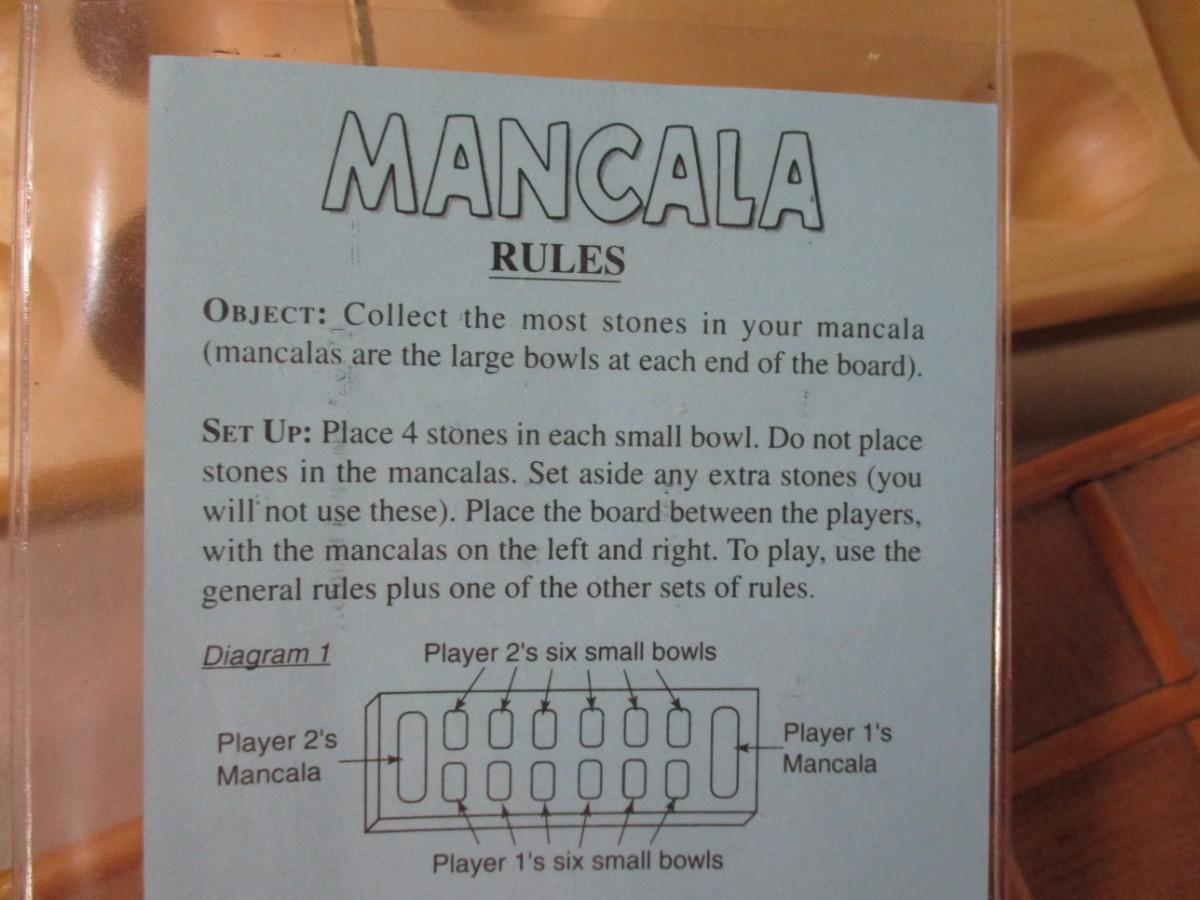 MANCALA
RULES
OBJECT: Collect the most stones in your mancala
(mancalas are the large bowls at each end of the board).
SET UP: Place 4 stones in each small bowl. Do not place
stones in the mancalas. Set aside any extra stones (you
will not use these). Place the board between the players,
with the mancalas on the left and right. To play, use the
general rules plus one of the other sets of rules.
Diagram 1
Player 2's six small bowls
Player 2's
Mancala
Player 1's
Mancala
Player 1's six small bowls